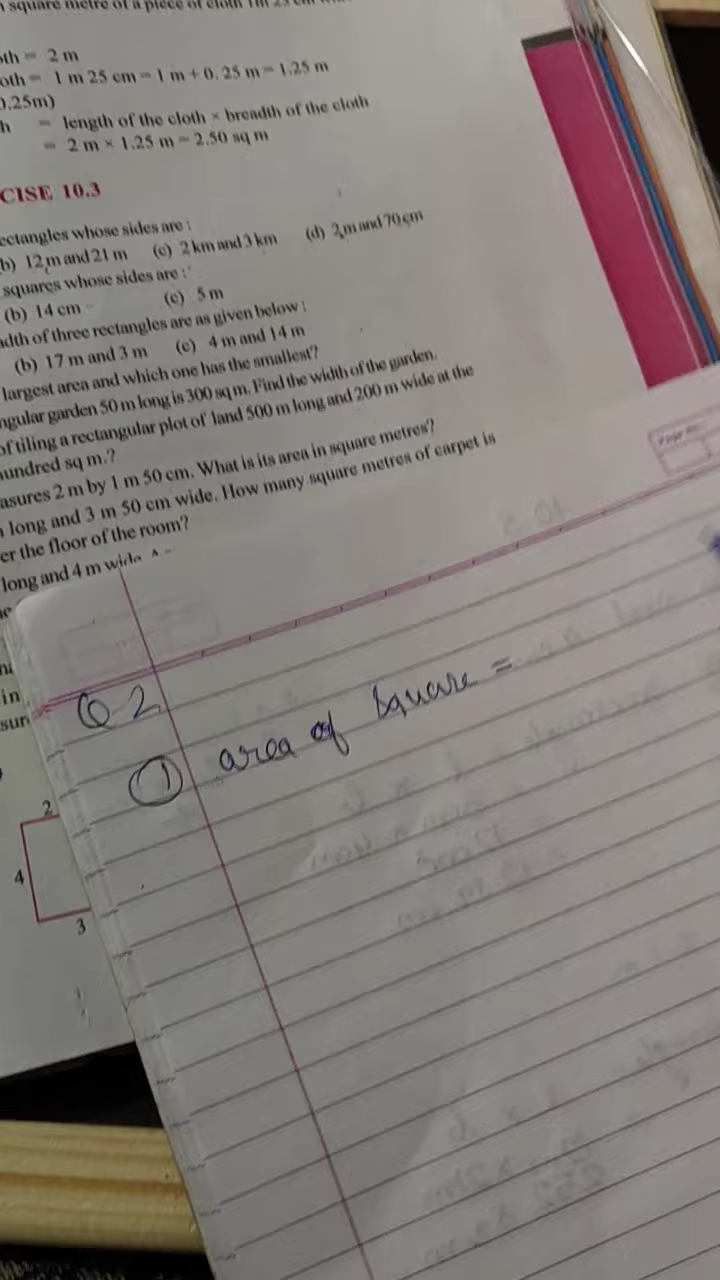 square metre of a piece of cloth 1m 25 cm
= 2 m
= 1 m 25 cm = 1 m + 0. 25 m = 1.25 m
0.25m)
= length of the cloth × breadth of the cloth
= 2 m × 1.25 m = 2.50 sq m
CISE 10.3
ectangles whose sides are :
b) 12 m and 21 m (c) 2 km and 3 km (d) 2 m and 70 cm
squares whose sides are :
(b) 14 cm (c) 5 m
dth of three rectangles are as given below :
(b) 17 m and 3 m (c) 4 m and 14 m
largest area and which one has the smallest?
ngular garden 50 m long is 300 sq m. Find the width of the garden.
of tiling a rectangular plot of land 500 m long and 200 m wide at the
hundred sq m.?
asures 2 m by 1 m 50 cm. What is its area in square metres?
long and 3 m 50 cm wide. How many square metres of carpet is
er the floor of the room?
long and 4 m wide.
in
sur
2
4
3
Q 2
① area of square =